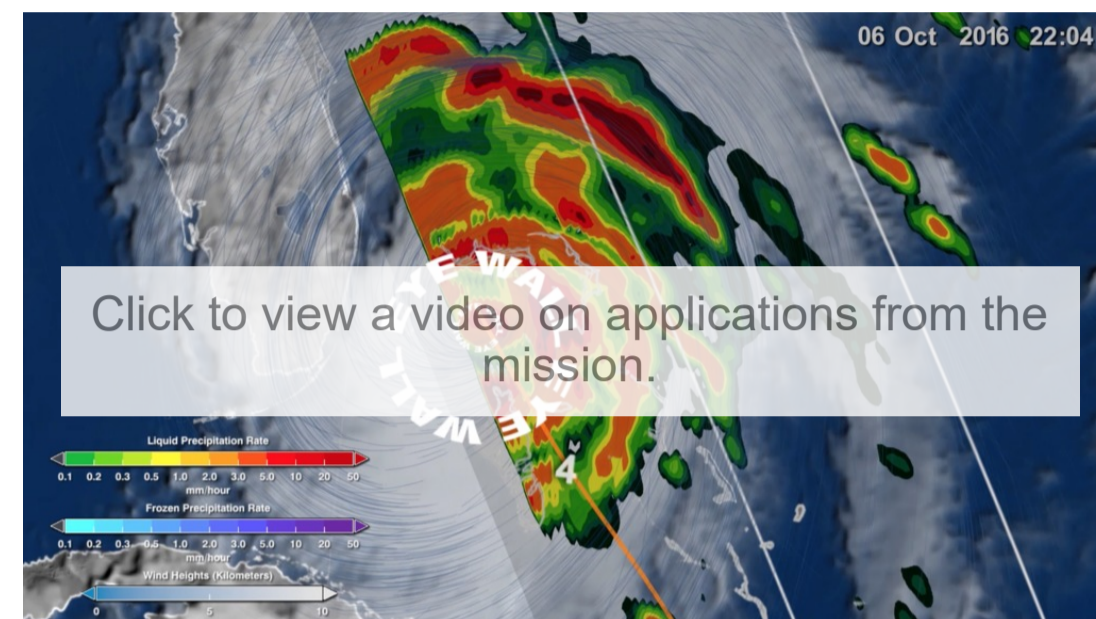 06 Oct 2016 22:04
EYE WALL EYE WALL EYE WALL
Click to view a video on applications from the
mission.
4
Liquid Precipitation Rate
0.1 0.2 0.3 0.5 1.0 2.0 3.0 5.0 10 20 50
mm/hour
Frozen Precipitation Rate
0.1 0.2 0.3 0.5 1.0 2.0 3.0 5.0 10 20 50
mm/hour
Wind Heights (Kilometers)
0 5 10